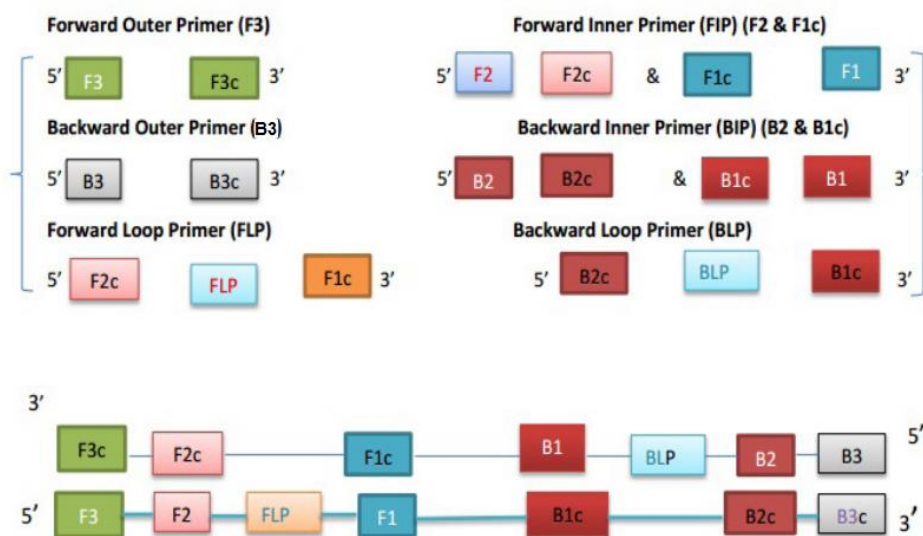 Forward Outer Primer (F3)
5′ F3 F3c 3′
Backward Outer Primer (B3)
5′ B3 B3c 3′
Forward Loop Primer (FLP)
5′ F2c FLP F1c 3′
Forward Inner Primer (FIP) (F2 & F1c)
5′ F2 F2c & F1c F1 3′
Backward Inner Primer (BIP) (B2 & B1c)
5′ B2 B2c & B1c B1 3′
Backward Loop Primer (BLP)
5′ B2c BLP B1c 3′
3′ F3c F2c F1c B1 BLP B2 B3 5′
5′ F3 F2 FLP F1 B1c B2c B3c 3′